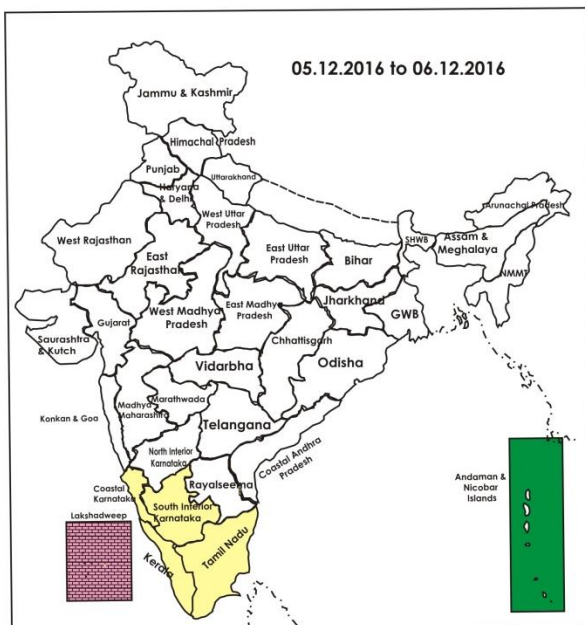 05.12.2016 to 06.12.2016
Jammu & Kashmir
Himachal Pradesh
Punjab
Uttarakhand
Haryana
& Delhi
West Uttar
Pradesh
Arunachal Pradesh
West Rajasthan
East
Rajasthan
East Uttar
Pradesh
Bihar
SHWB
Assam &
Meghalaya
NMMT
Saurashtra
& Kutch
Gujarat
West Madhya
Pradesh
East Madhya
Pradesh
Jharkhand
GWB
Chhattisgarh
Odisha
Vidarbha
Konkan & Goa
Madhya
Maharashtra
Marathwada
Telangana
North Interior
Karnataka
Coastal Andhra
Pradesh
Rayalseema
Andaman &
Nicobar
Islands
Coastal
Karnataka
South Interior
Karnataka
Lakshadweep
Kerala
Tamil Nadu